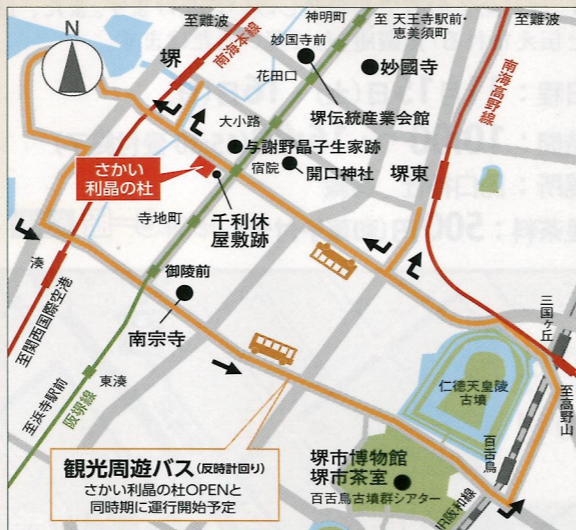 N
至難波
南海本線
堺
神明町
至 天王寺駅前・
恵美須町
至難波
妙国寺前
花田口
妙國寺
南海高野線
堺伝統産業会館
大小路
与謝野晶子生家跡
さかい
利晶の杜
宿院
開口神社
堺東
千利休
屋敷跡
寺地町
湊
至関西国際空港
御陵前
南宗寺
三国ヶ丘
東湊
至浜寺駅前
阪堺線
仁徳天皇陵
古墳
至高野山
百舌鳥
観光周遊バス(反時計回り)
さかい利晶の杜OPENと
同時期に運行開始予定
堺市博物館
堺市茶室
百舌鳥古墳群シアター
JR阪和線